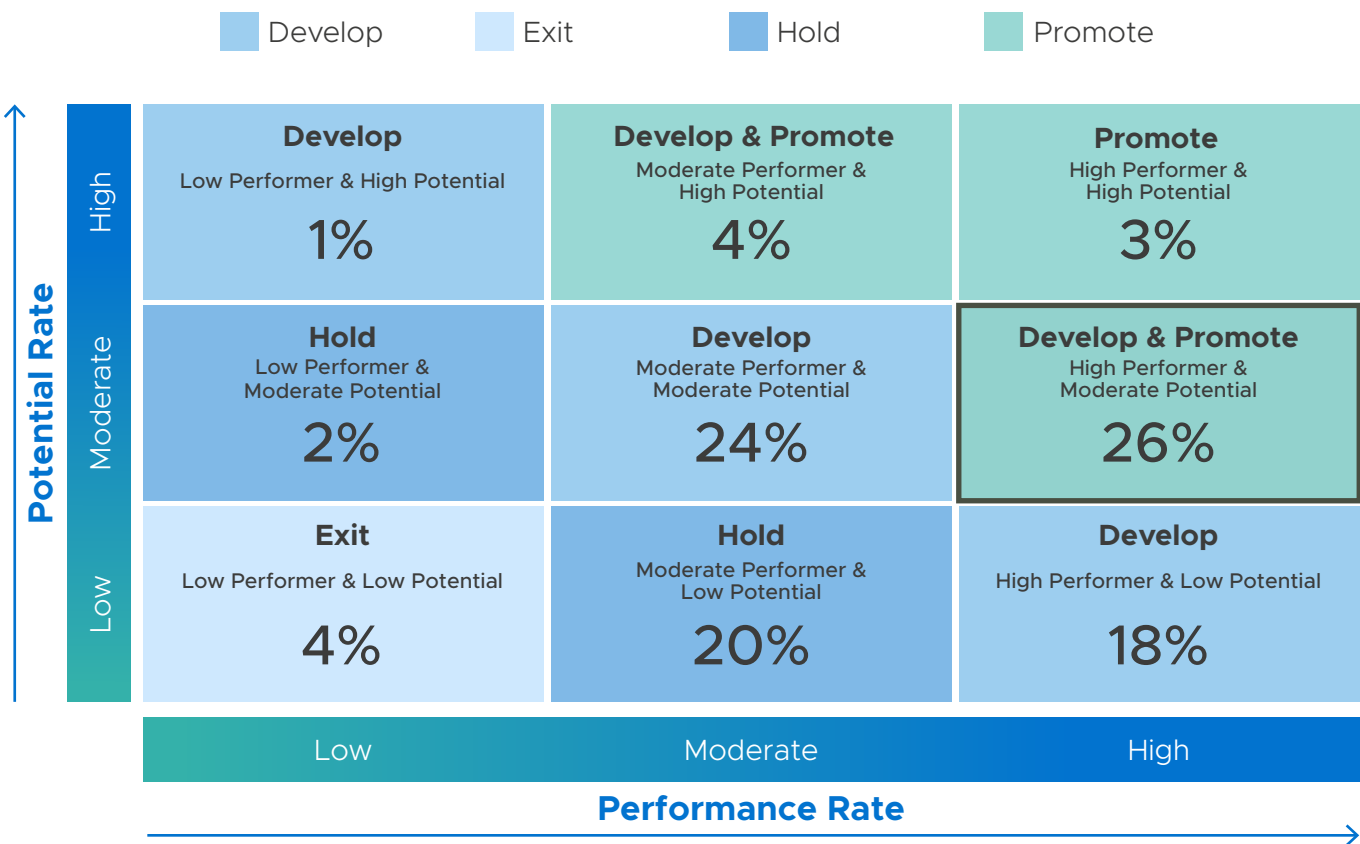 Develop
Exit
Hold
Promote
Potential Rate
High
Moderate
Low
Develop
Low Performer & High Potential
1%
Develop & Promote
Moderate Performer &
High Potential
4%
Promote
High Performer &
High Potential
3%
Hold
Low Performer &
Moderate Potential
2%
Develop
Moderate Performer &
Moderate Potential
24%
Develop & Promote
High Performer &
Moderate Potential
26%
Exit
Low Performer & Low Potential
4%
Hold
Moderate Performer &
Low Potential
20%
Develop
High Performer & Low Potential
18%
Low
Moderate
High
Performance Rate